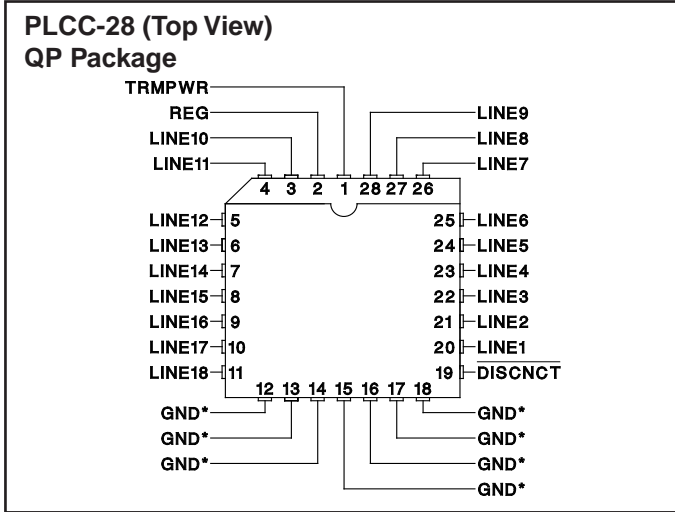 PLCC-28 (Top View)
QP Package
TRMPWR
REG LINE9
LINE10 LINE8
LINE11 LINE7
4 3 2 1 28 27 26
LINE12 5 25 LINE6
LINE13 6 24 LINE5
LINE14 7 23 LINE4
LINE15 8 22 LINE3
LINE16 9 21 LINE2
LINE17 10 20 LINE1
LINE18 11 19 DISCNCT
12 13 14 15 16 17 18
GND* GND*
GND* GND*
GND* GND*
GND*